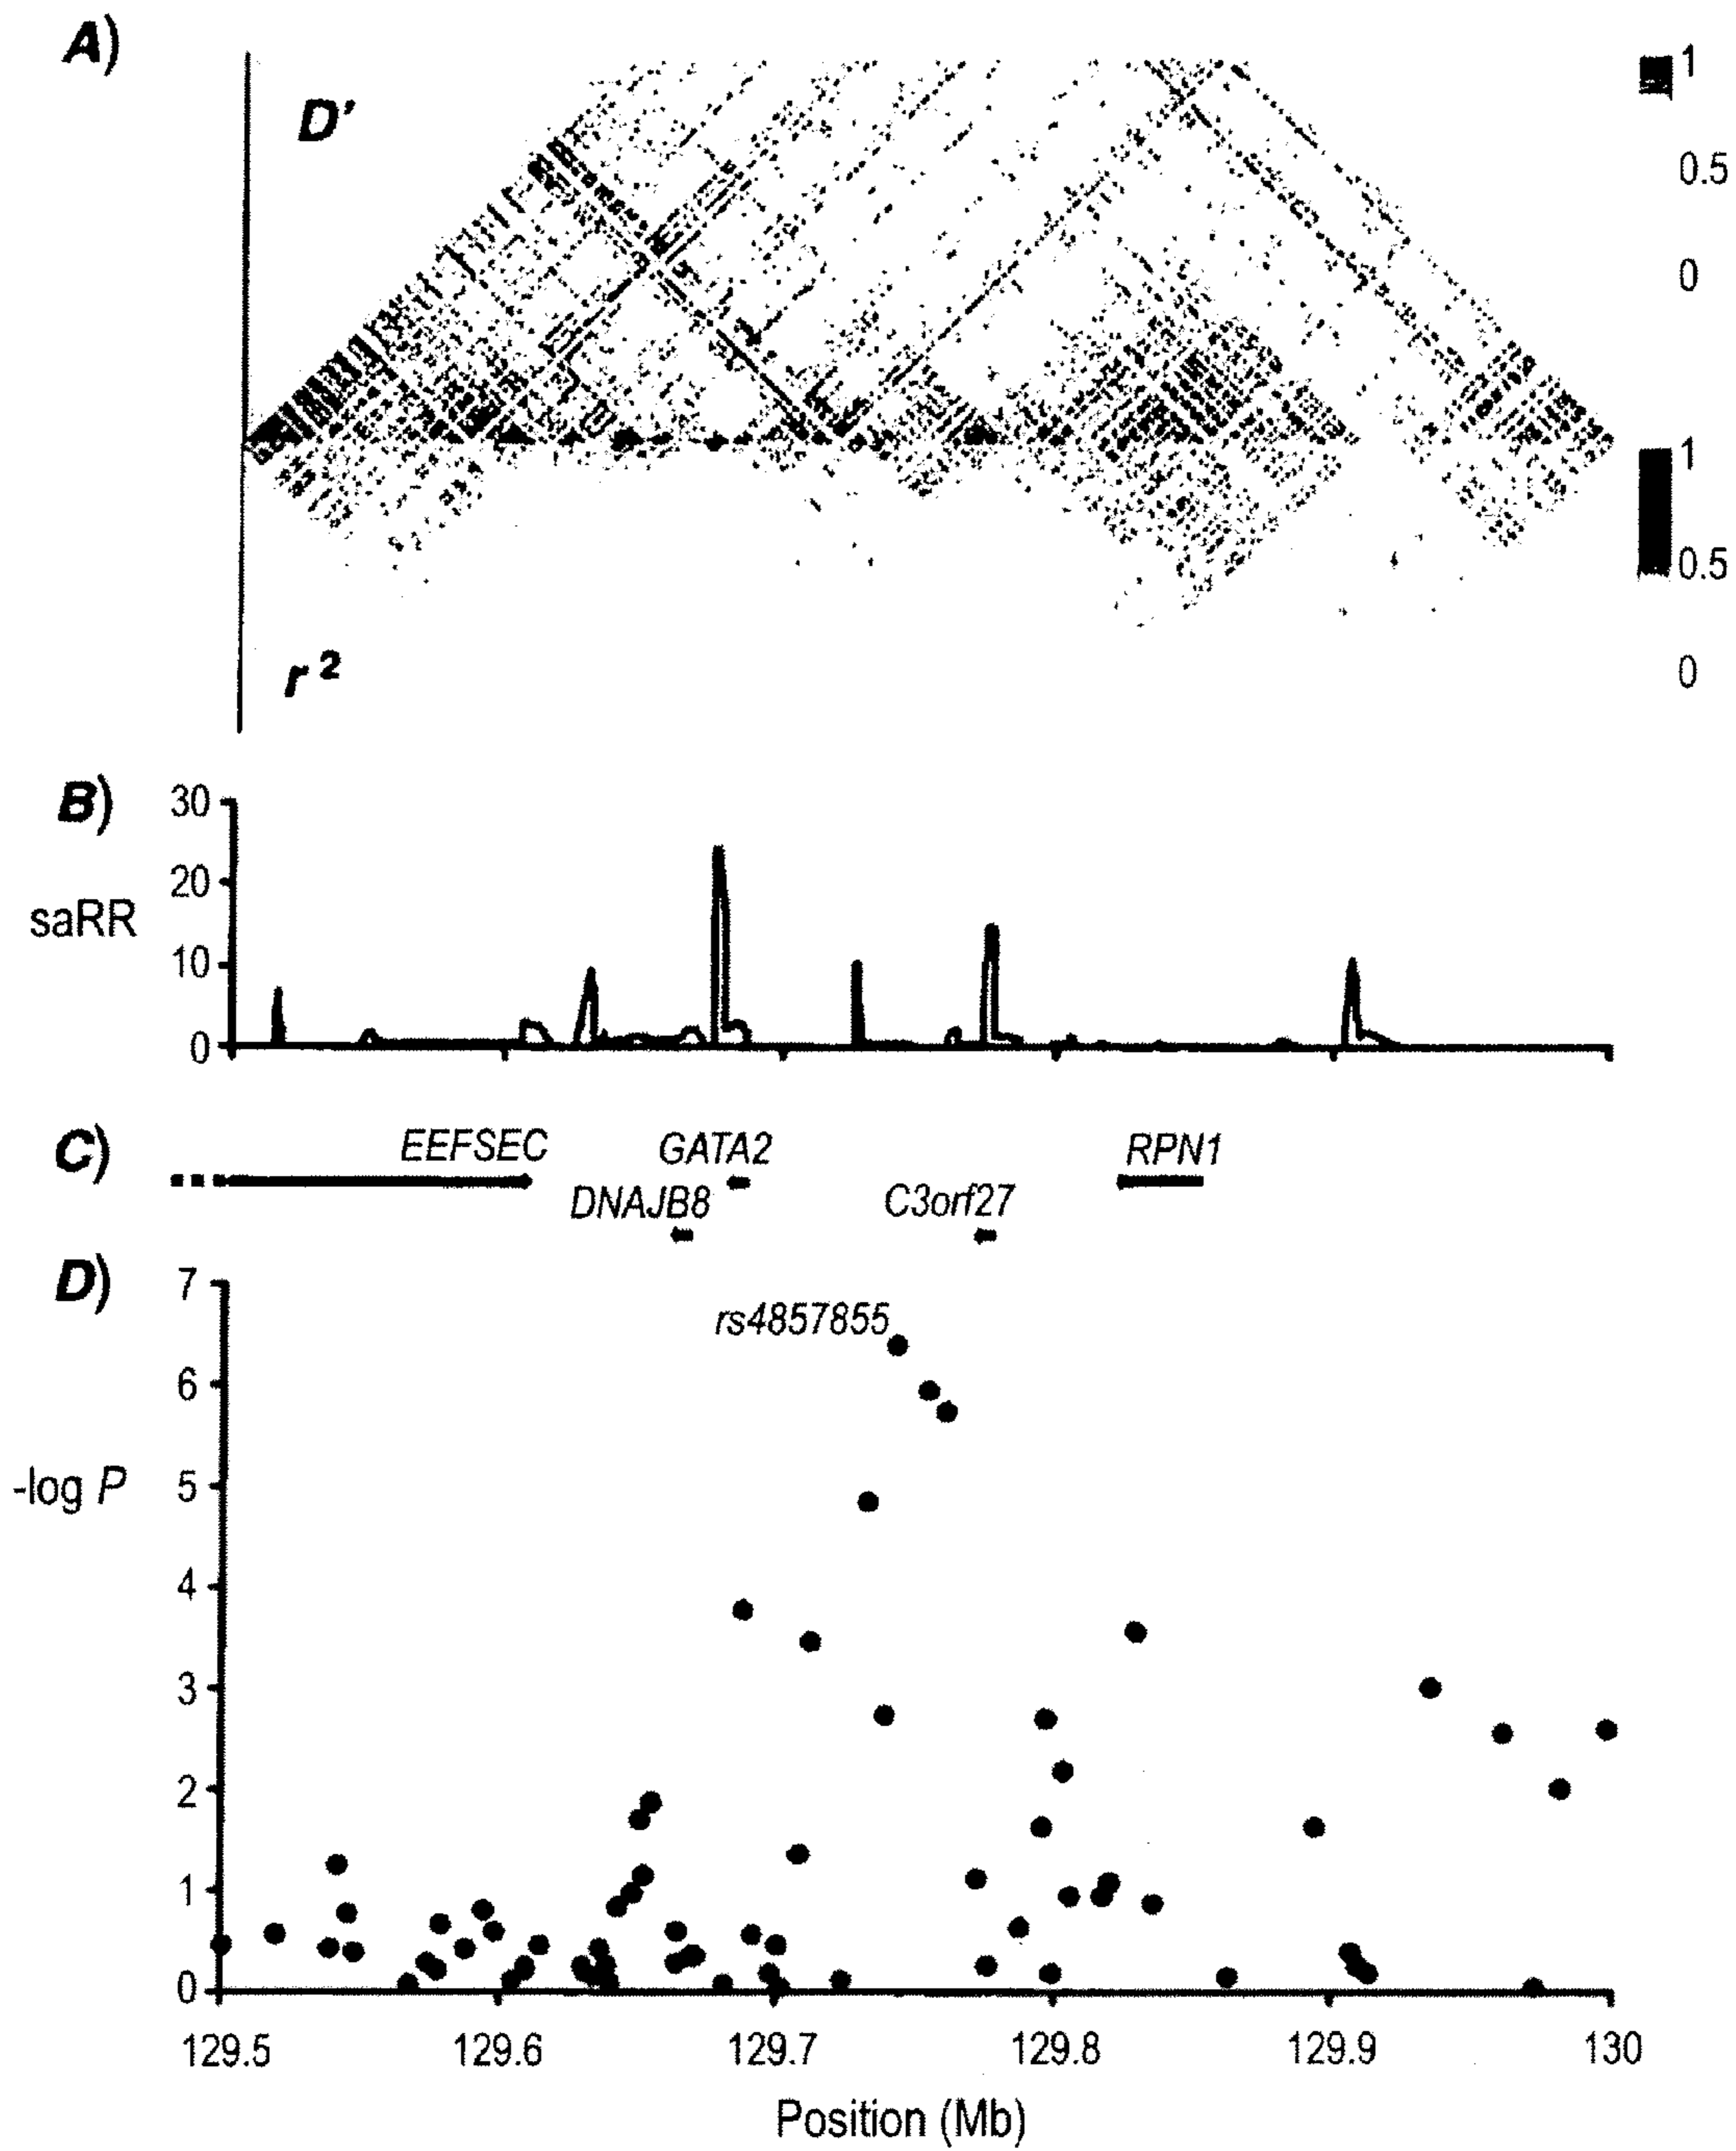 A)
D'
1
0.5
0
1
0.5
0
r²
B)
30
20
saRR
10
0
C)
EEFSEC
GATA2
RPN1
DNAJB8
C3orf27
D)
7
rs4857855
6
-log P
5
4
3
2
1
0
129.5 129.6 129.7 129.8 129.9 130
Position (Mb)